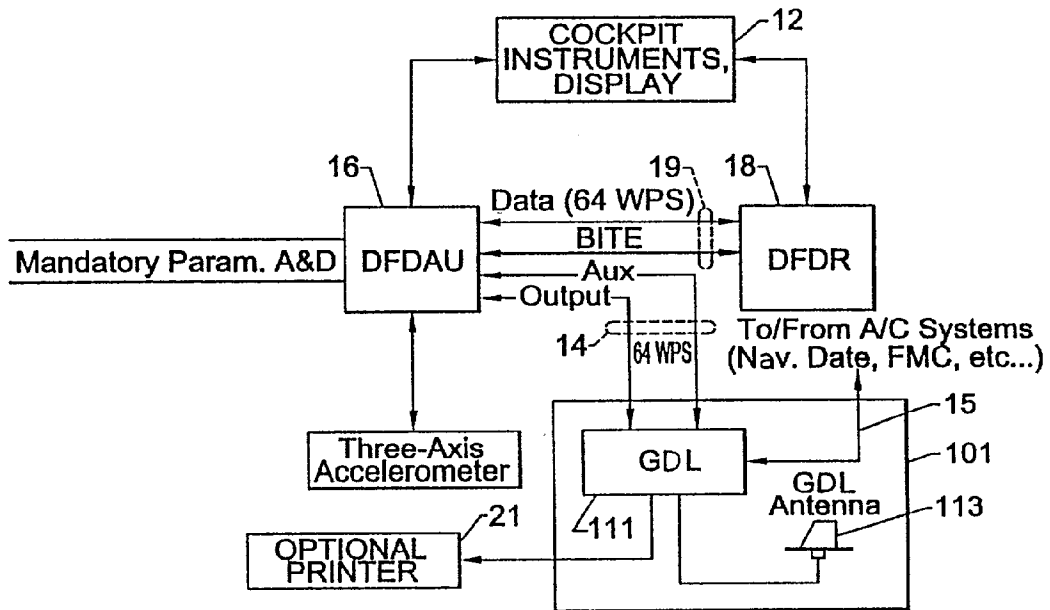 12
COCKPIT
INSTRUMENTS,
DISPLAY
16
19
18
Data (64 WPS)
BITE
Mandatory Param. A&D
DFDAU
DFDR
Aux
Output
14
64 WPS
To/From A/C Systems
(Nav. Date, FMC, etc...)
15
Three-Axis
Accelerometer
GDL
101
GDL
Antenna
111
113
21
OPTIONAL
PRINTER